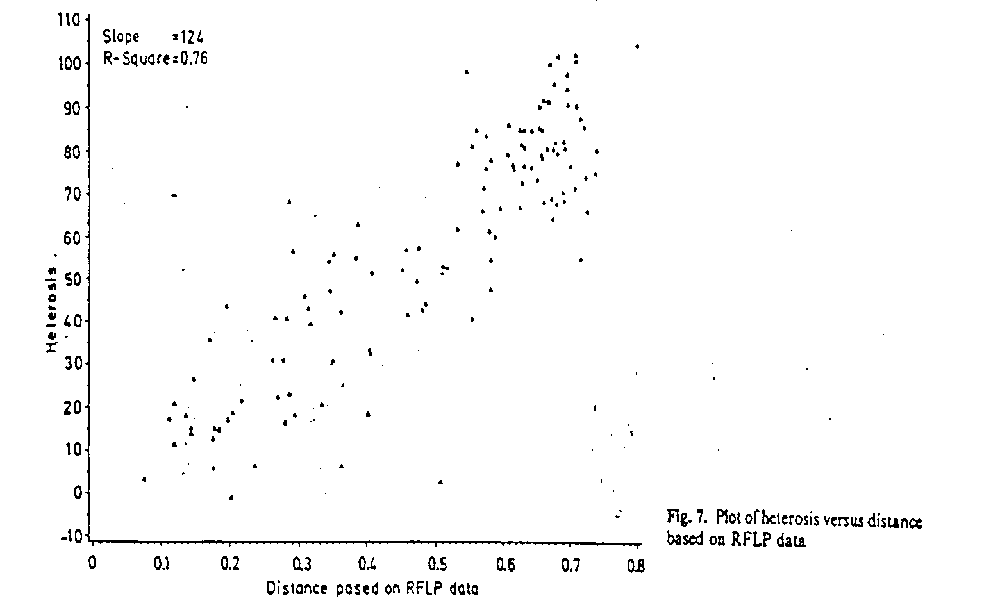 110
Slope =124
R-Square=0.76
100
90
80
70
60
50
40
30
20
10
0
-10
Heterosis
0 0.1 0.2 0.3 0.4 0.5 0.6 0.7 0.8
Distance pased on RFLP data
Fig. 7. Plot of heterosis versus distance
based on RFLP data